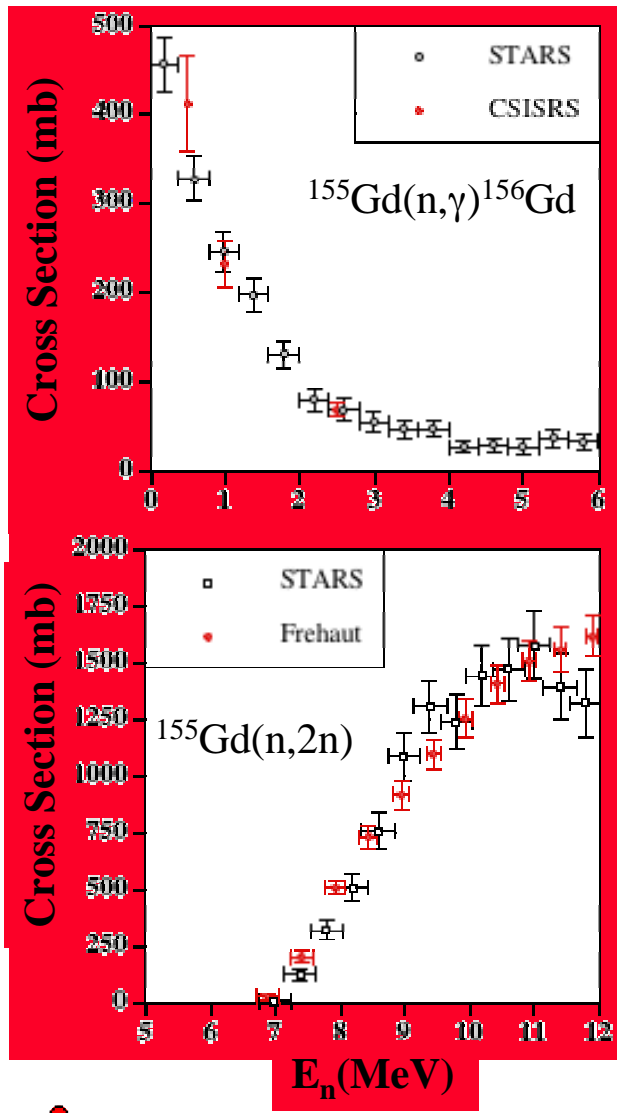 500
400
300
200
100
0
Cross Section (mb)
STARS
CSISRS
¹⁵⁵Gd(n,γ)¹⁵⁶Gd
0 1 2 3 4 5 6
2000
1750
1500
1250
1000
750
500
250
0
Cross Section (mb)
STARS
Frehaut
¹⁵⁵Gd(n,2n)
5 6 7 8 9 10 11 12
Eₙ(MeV)